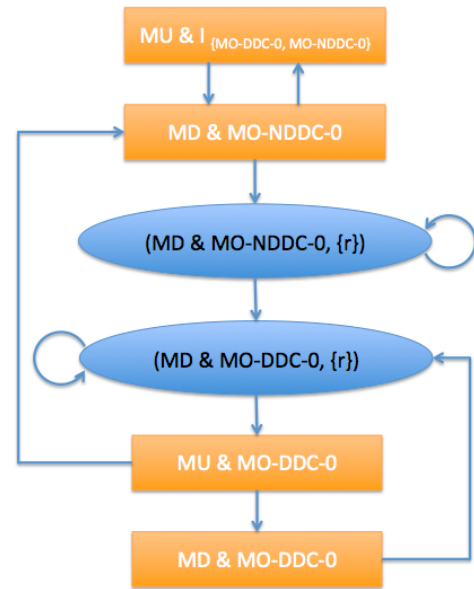 MU & I {MO-DDC-0, MO-NDDC-0}
MD & MO-NDDC-0
(MD & MO-NDDC-0, {r})
(MD & MO-DDC-0, {r})
MU & MO-DDC-0
MD & MO-DDC-0